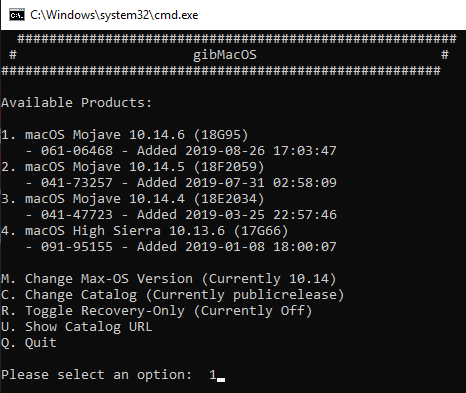 C:\Windows\system32\cmd.exe
#######################################################
# gibMacOS #
#######################################################
Available Products:
1. macOS Mojave 10.14.6 (18G95)
- 061-06468 - Added 2019-08-26 17:03:47
2. macOS Mojave 10.14.5 (18F2059)
- 041-73257 - Added 2019-07-31 02:58:09
3. macOS Mojave 10.14.4 (18E2034)
- 041-47723 - Added 2019-03-25 22:57:46
4. macOS High Sierra 10.13.6 (17G66)
- 091-95155 - Added 2019-01-08 18:00:07
M. Change Max-OS Version (Currently 10.14)
C. Change Catalog (Currently publicrelease)
R. Toggle Recovery-Only (Currently Off)
U. Show Catalog URL
Q. Quit
Please select an option: 1